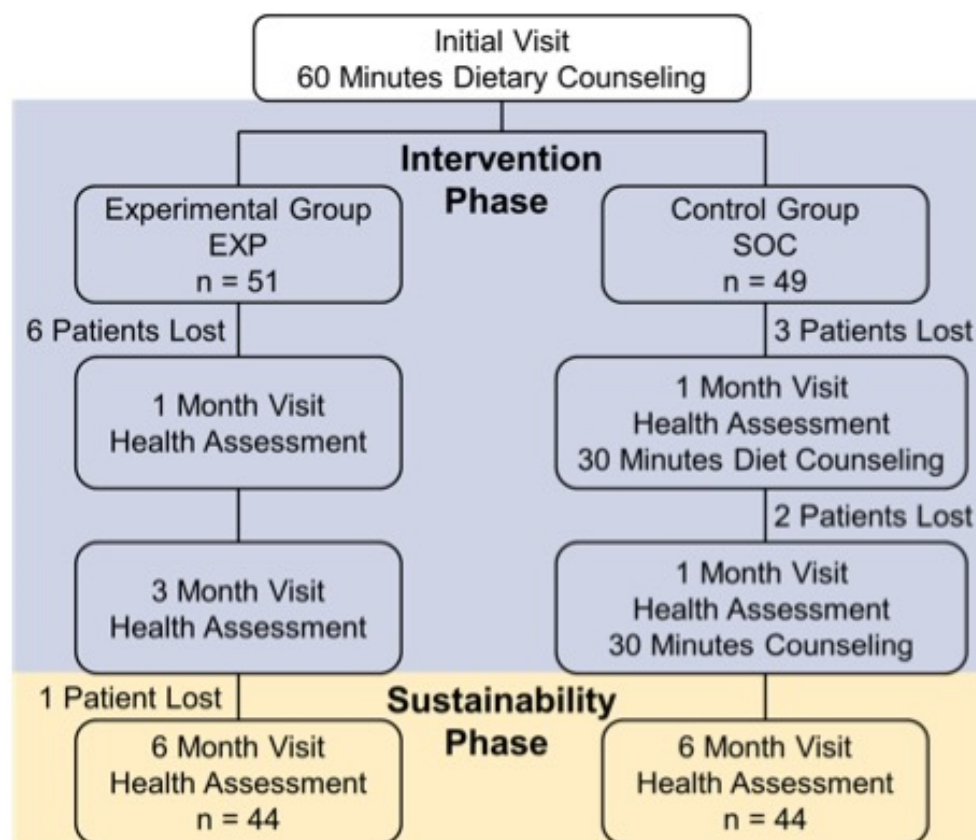 Initial Visit
60 Minutes Dietary Counseling
Intervention
Phase
Experimental Group
EXP
n = 51
Control Group
SOC
n = 49
6 Patients Lost
3 Patients Lost
1 Month Visit
Health Assessment
1 Month Visit
Health Assessment
30 Minutes Diet Counseling
2 Patients Lost
3 Month Visit
Health Assessment
1 Month Visit
Health Assessment
30 Minutes Counseling
1 Patient Lost
Sustainability
Phase
6 Month Visit
Health Assessment
n = 44
6 Month Visit
Health Assessment
n = 44